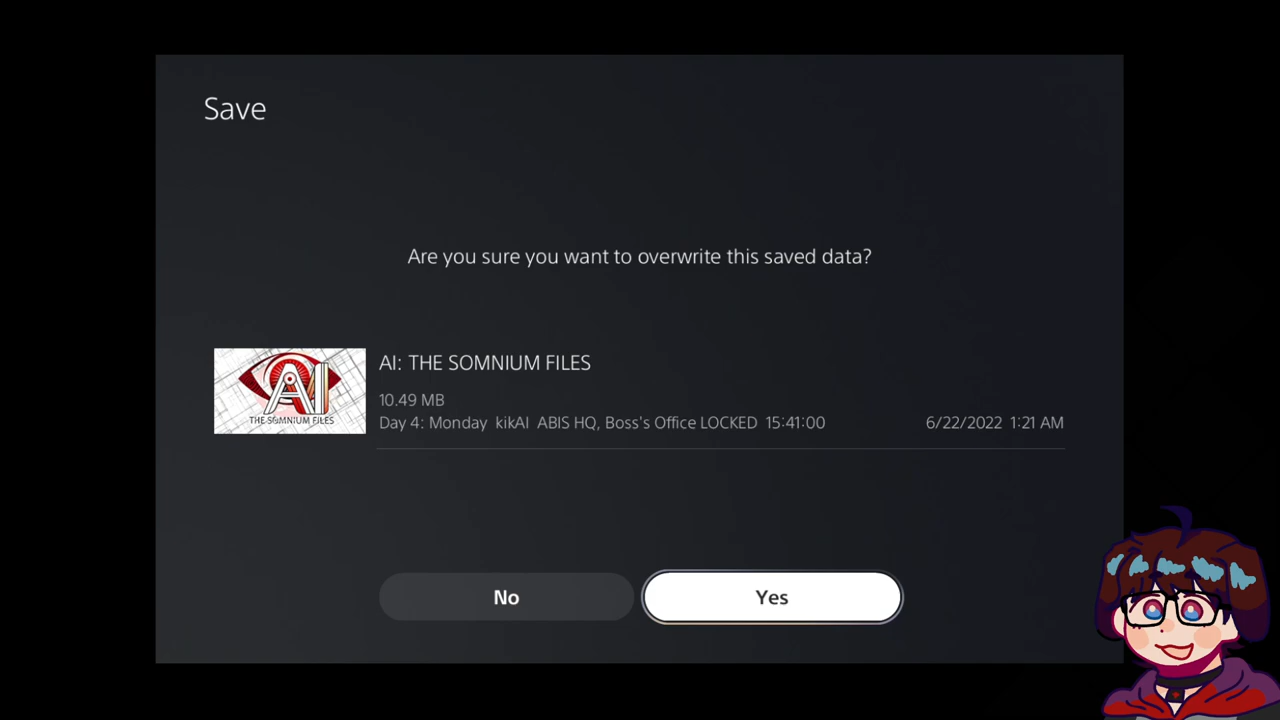 Save
Are you sure you want to overwrite this saved data?
AI
THE SOMNIUM FILES
AI: THE SOMNIUM FILES
10.49 MB
Day 4: Monday kikAI ABIS HQ, Boss's Office LOCKED 15:41:00 6/22/2022 1:21 AM
No Yes